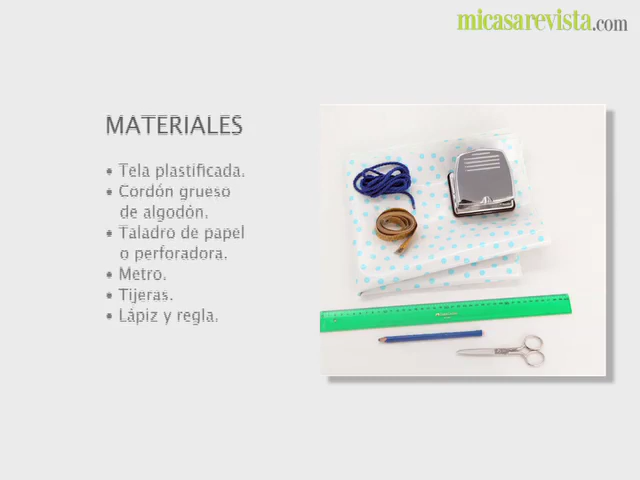 micasarevista.com
MATERIALES
• Tela plastificada.
• Cordón grueso
de algodón.
• Taladro de papel
o perforadora.
• Metro.
• Tijeras.
• Lápiz y regla.